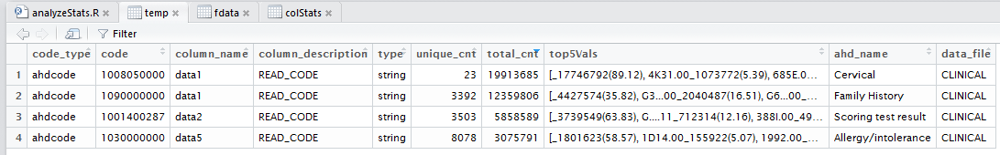 analyzeStats.R temp fdata colStats
Filter
code_type code column_name column_description type unique_cnt total_cnt top5Vals ahd_name data_file
1 ahdcode 1008050000 data1 READ_CODE string 23 19913685 [_17746792(89.12), 4K31.00_1073772(5.39), 685E.0... Cervical CLINICAL
2 ahdcode 1090000000 data1 READ_CODE string 3392 12359806 [_4427574(35.82), G3...00_2040487(16.51), G6...00_... Family History CLINICAL
3 ahdcode 1001400287 data2 READ_CODE string 3503 5858589 [_3739549(63.83), G....11_712314(12.16), 388I.00_49... Scoring test result CLINICAL
4 ahdcode 1030000000 data5 READ_CODE string 8078 3075791 [_1801623(58.57), 1D14.00_155922(5.07), 1992.00_... Allergy/intolerance CLINICAL